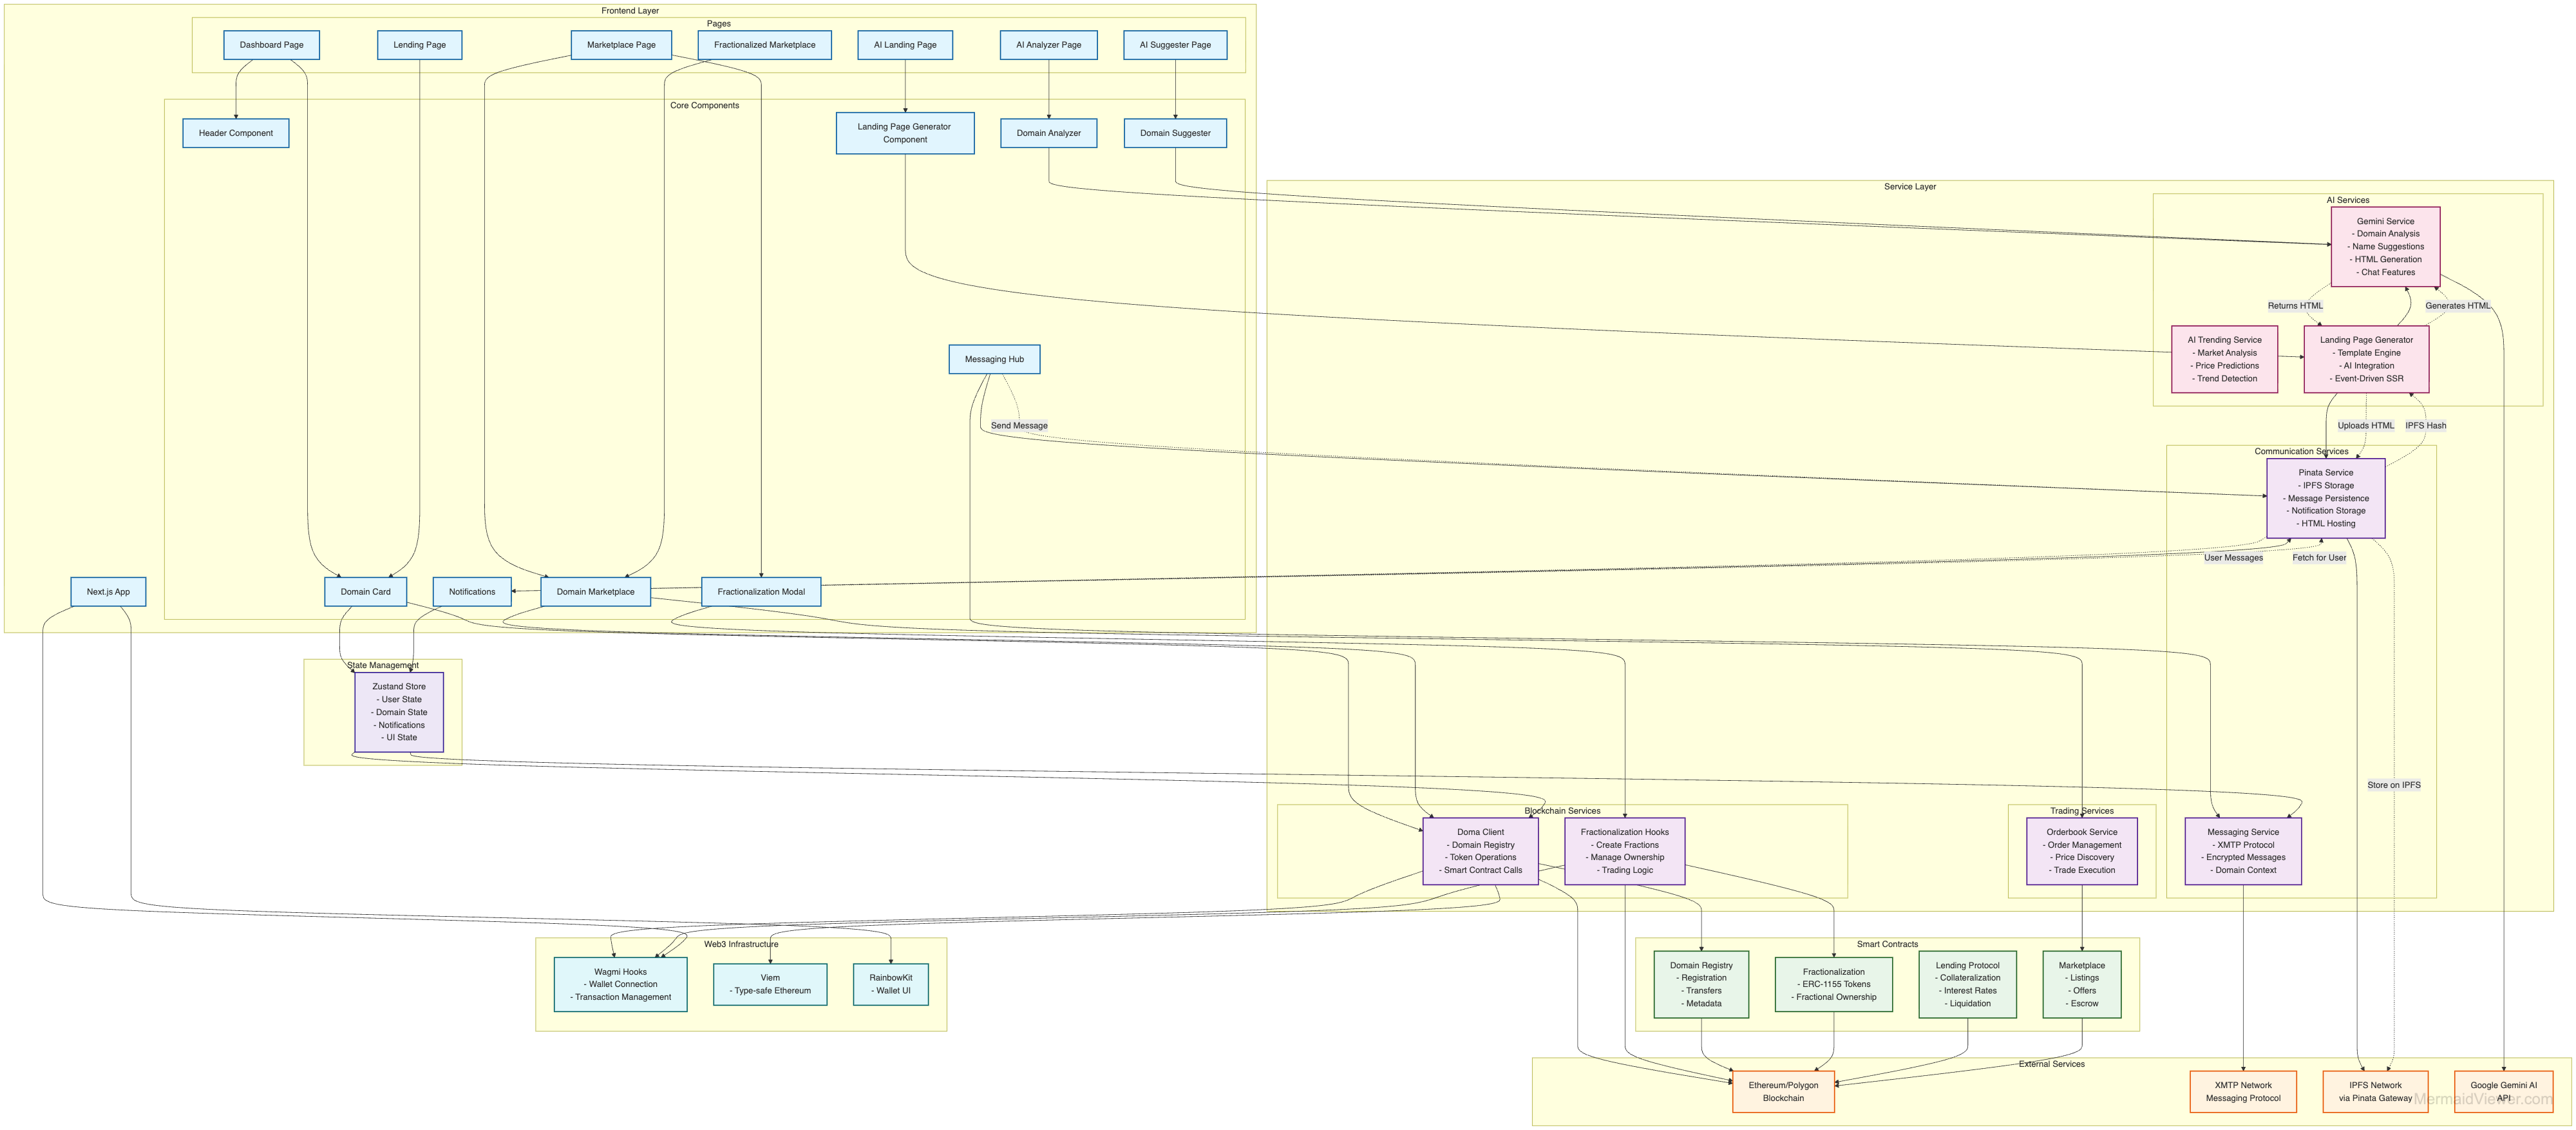 Frontend Layer
Pages
Dashboard Page
Lending Page
Marketplace Page
Fractionalized Marketplace
AI Landing Page
AI Analyzer Page
AI Suggester Page
Core Components
Header Component
Landing Page Generator
Component
Domain Analyzer
Domain Suggester
Messaging Hub
Send Message
Next.js App
Domain Card
Notifications
Domain Marketplace
Fractionalization Modal
Service Layer
AI Services
Gemini Service
- Domain Analysis
- Name Suggestions
- HTML Generation
- Chat Features
Returns HTML
Generates HTML
AI Trending Service
- Market Analysis
- Price Predictions
- Trend Detection
Landing Page Generator
- Template Engine
- AI Integration
- Event-Driven SSR
Uploads HTML
IPFS Hash
Communication Services
Pinata Service
- IPFS Storage
- Message Persistence
- Notification Storage
- HTML Hosting
User Messages
Fetch for User
State Management
Zustand Store
- User State
- Domain State
- Notifications
- UI State
Store on IPFS
Blockchain Services
Doma Client
- Domain Registry
- Token Operations
- Smart Contract Calls
Fractionalization Hooks
- Create Fractions
- Manage Ownership
- Trading Logic
Trading Services
Orderbook Service
- Order Management
- Price Discovery
- Trade Execution
Messaging Service
- XMTP Protocol
- Encrypted Messages
- Domain Context
Web3 Infrastructure
Wagmi Hooks
- Wallet Connection
- Transaction Management
Viem
- Type-safe Ethereum
RainbowKit
- Wallet UI
Smart Contracts
Domain Registry
- Registration
- Transfers
- Metadata
Fractionalization
- ERC-1155 Tokens
- Fractional Ownership
Lending Protocol
- Collateralization
- Interest Rates
- Liquidation
Marketplace
- Listings
- Offers
- Escrow
External Services
Ethereum/Polygon
Blockchain
XMTP Network
Messaging Protocol
IPFS Network
via Pinata Gateway
Google Gemini AI
API
MermaidViewer.com